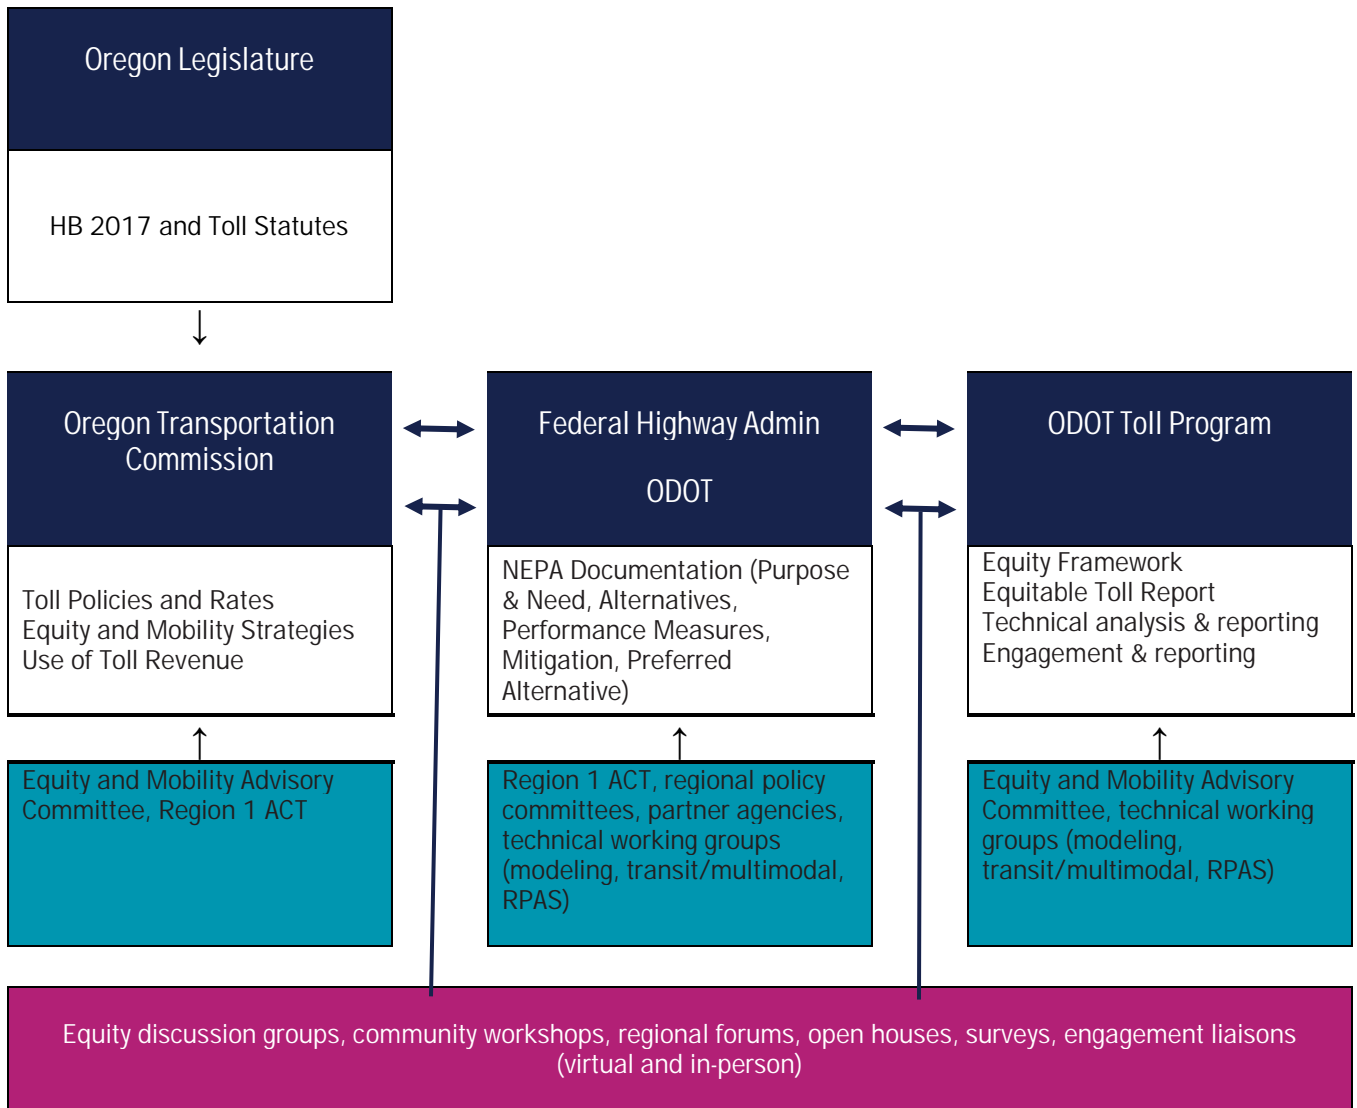 Oregon Legislature
HB 2017 and Toll Statutes
↓
Oregon Transportation
Commission
Federal Highway Admin
ODOT
ODOT Toll Program
Toll Policies and Rates
Equity and Mobility Strategies
Use of Toll Revenue
NEPA Documentation (Purpose
& Need, Alternatives,
Performance Measures,
Mitigation, Preferred
Alternative)
Equity Framework
Equitable Toll Report
Technical analysis & reporting
Engagement & reporting
↑
↑
↑
Equity and Mobility Advisory
Committee, Region 1 ACT
Region 1 ACT, regional policy
committees, partner agencies,
technical working groups
(modeling, transit/multimodal,
RPAS)
Equity and Mobility Advisory
Committee, technical working
groups (modeling,
transit/multimodal, RPAS)
Equity discussion groups, community workshops, regional forums, open houses, surveys, engagement liaisons
(virtual and in-person)